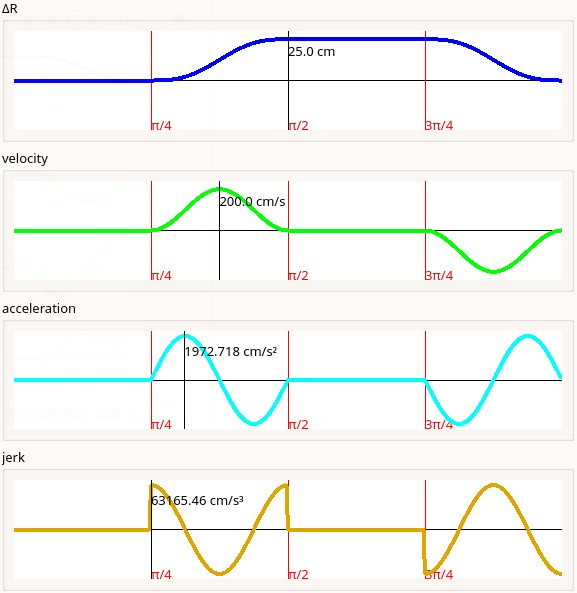 ΔR
25.0 cm
π/4 π/2 3π/4
velocity
200.0 cm/s
π/4 π/2 3π/4
acceleration
1972.718 cm/s²
π/4 π/2 3π/4
jerk
63165.46 cm/s³
π/4 π/2 3π/4